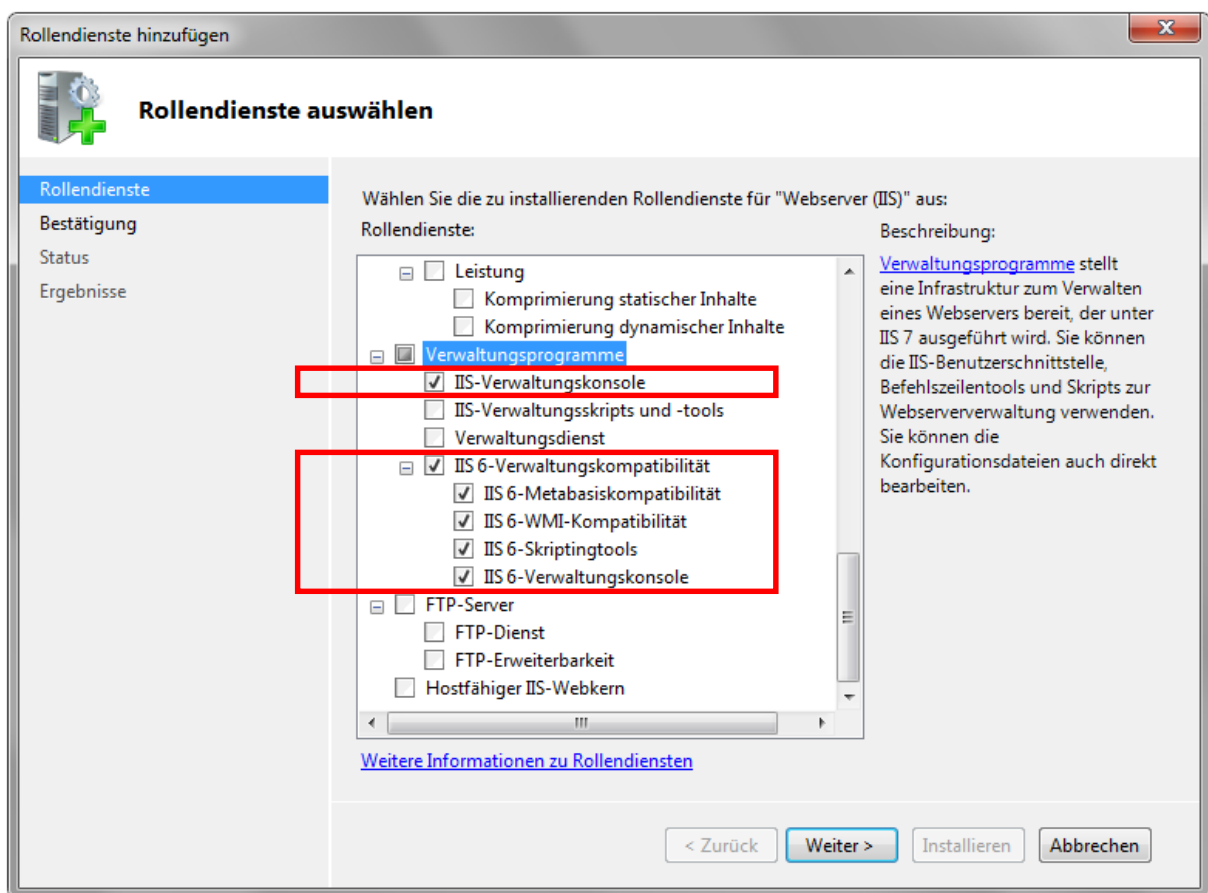 Rollendienste hinzufügen
Rollendienste auswählen
Rollendienste
Bestätigung
Status
Ergebnisse
Wählen Sie die zu installierenden Rollendienste für "Webserver (IIS)" aus:
Rollendienste:
Leistung
Komprimierung statischer Inhalte
Komprimierung dynamischer Inhalte
Verwaltungsprogramme
IIS-Verwaltungskonsole
IIS-Verwaltungsskripts und -tools
Verwaltungsdienst
IIS 6-Verwaltungskompatibilität
IIS 6-Metabasiskompatibilität
IIS 6-WMI-Kompatibilität
IIS 6-Skriptingtools
IIS 6-Verwaltungskonsole
FTP-Server
FTP-Dienst
FTP-Erweiterbarkeit
Hostfähiger IIS-Webkern
Weitere Informationen zu Rollendiensten
Beschreibung:
Verwaltungsprogramme stellt
eine Infrastruktur zum Verwalten
eines Webservers bereit, der unter
IIS 7 ausgeführt wird. Sie können
die IIS-Benutzerschnittstelle,
Befehlszeilentools und Skripts zur
Webserververwaltung verwenden.
Sie können die
Konfigurationsdateien auch direkt
bearbeiten.
< Zurück
Weiter >
Installieren
Abbrechen